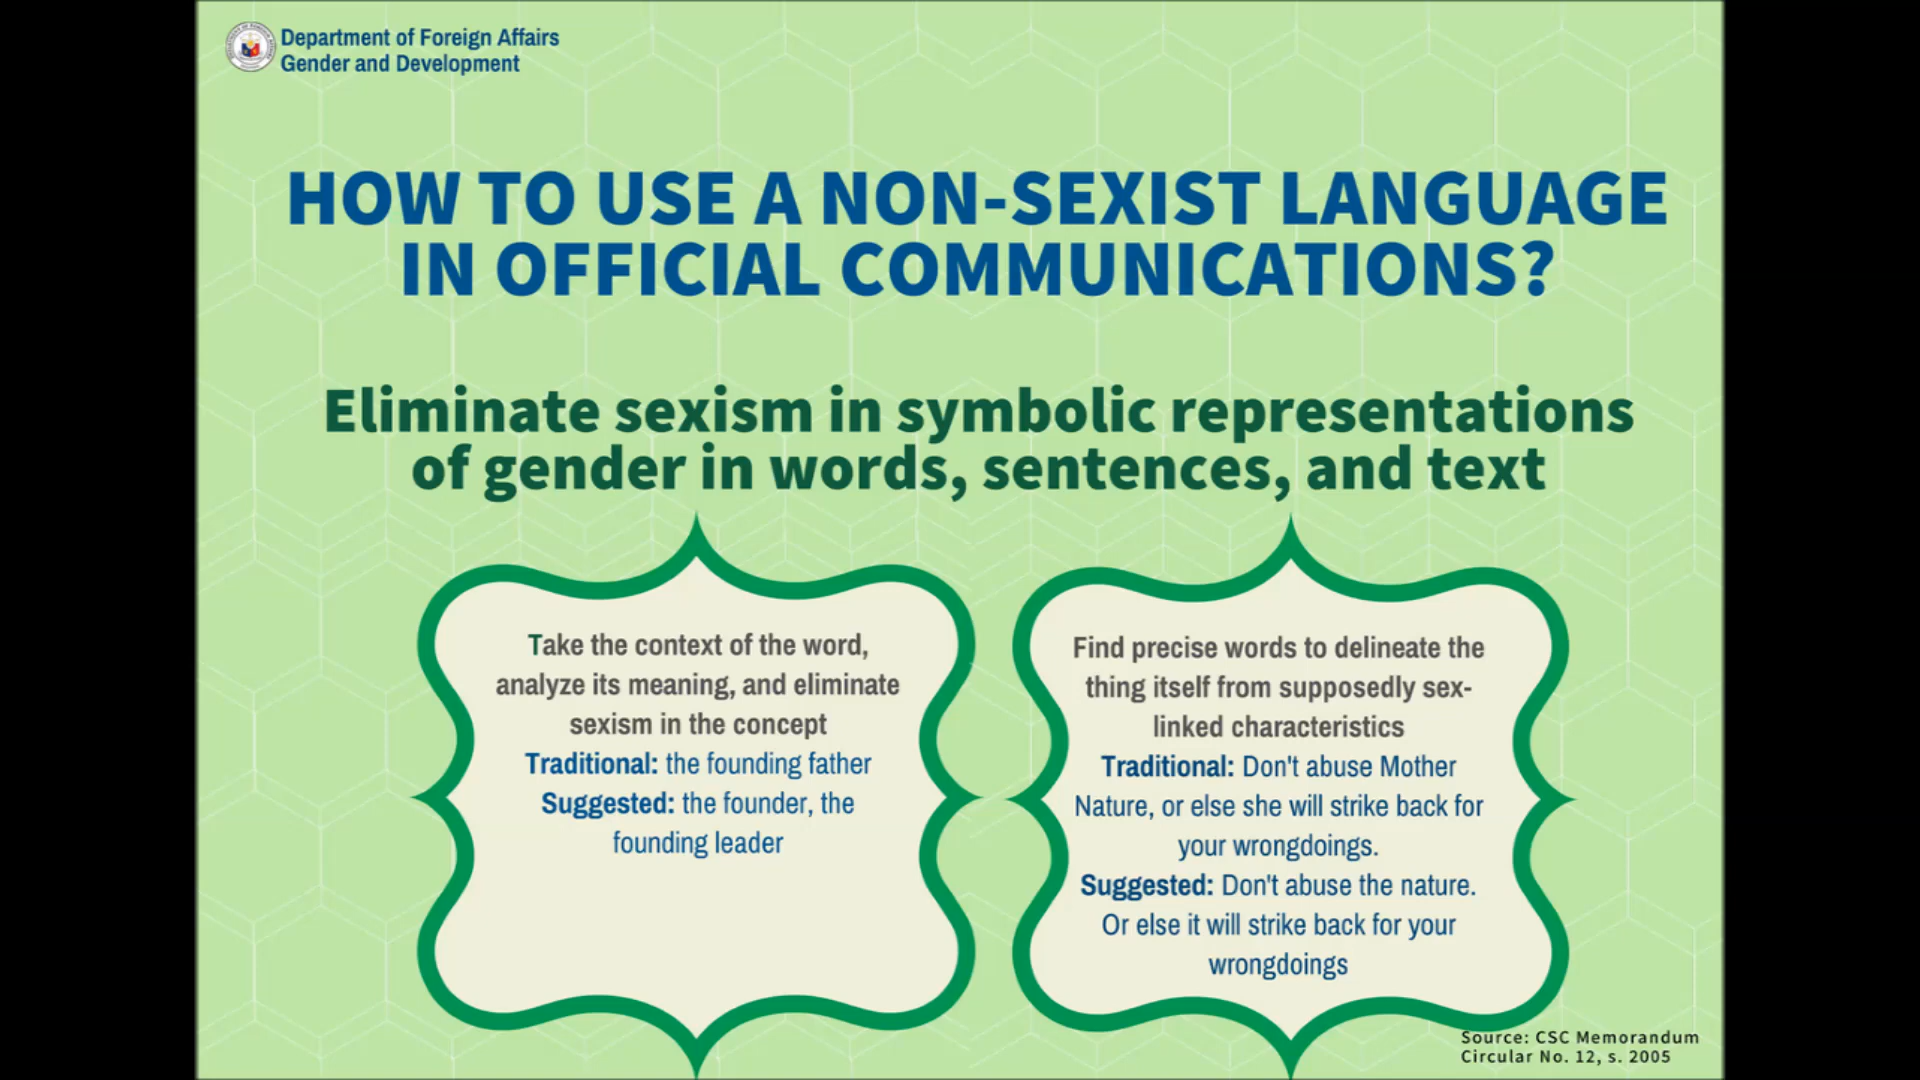 Department of Foreign Affairs
Gender and Development
HOW TO USE A NON-SEXIST LANGUAGE
IN OFFICIAL COMMUNICATIONS?
Eliminate sexism in symbolic representations
of gender in words, sentences, and text
Take the context of the word,
analyze its meaning, and eliminate
sexism in the concept
Traditional: the founding father
Suggested: the founder, the
founding leader
Find precise words to delineate the
thing itself from supposedly sex-
linked characteristics
Traditional: Don't abuse Mother
Nature, or else she will strike back for
your wrongdoings.
Suggested: Don't abuse the nature.
Or else it will strike back for your
wrongdoings
Source: CSC Memorandum
Circular No. 12, s. 2005